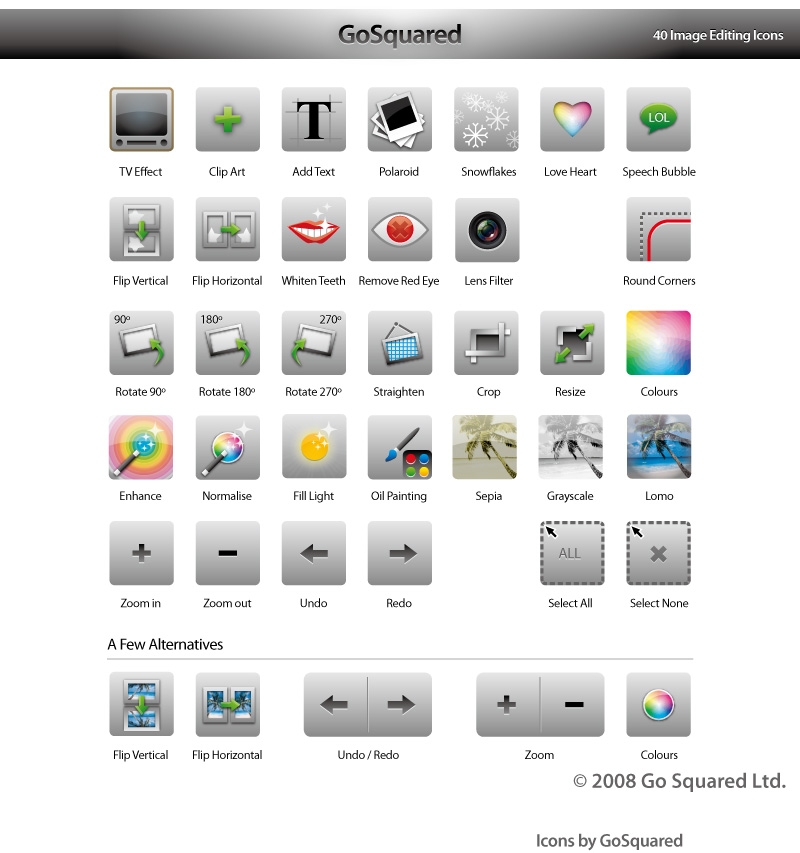 GoSquared
40 Image Editing Icons
T
LOL
TV Effect Clip Art Add Text Polaroid Snowflakes Love Heart Speech Bubble
Flip Vertical Flip Horizontal Whiten Teeth Remove Red Eye Lens Filter Round Corners
90º 180º 270º
Rotate 90º Rotate 180º Rotate 270º Straighten Crop Resize Colours
Enhance Normalise Fill Light Oil Painting Sepia Grayscale Lomo
ALL
Zoom in Zoom out Undo Redo Select All Select None
A Few Alternatives
Flip Vertical Flip Horizontal Undo / Redo Zoom Colours
© 2008 Go Squared Ltd.
Icons by GoSquared